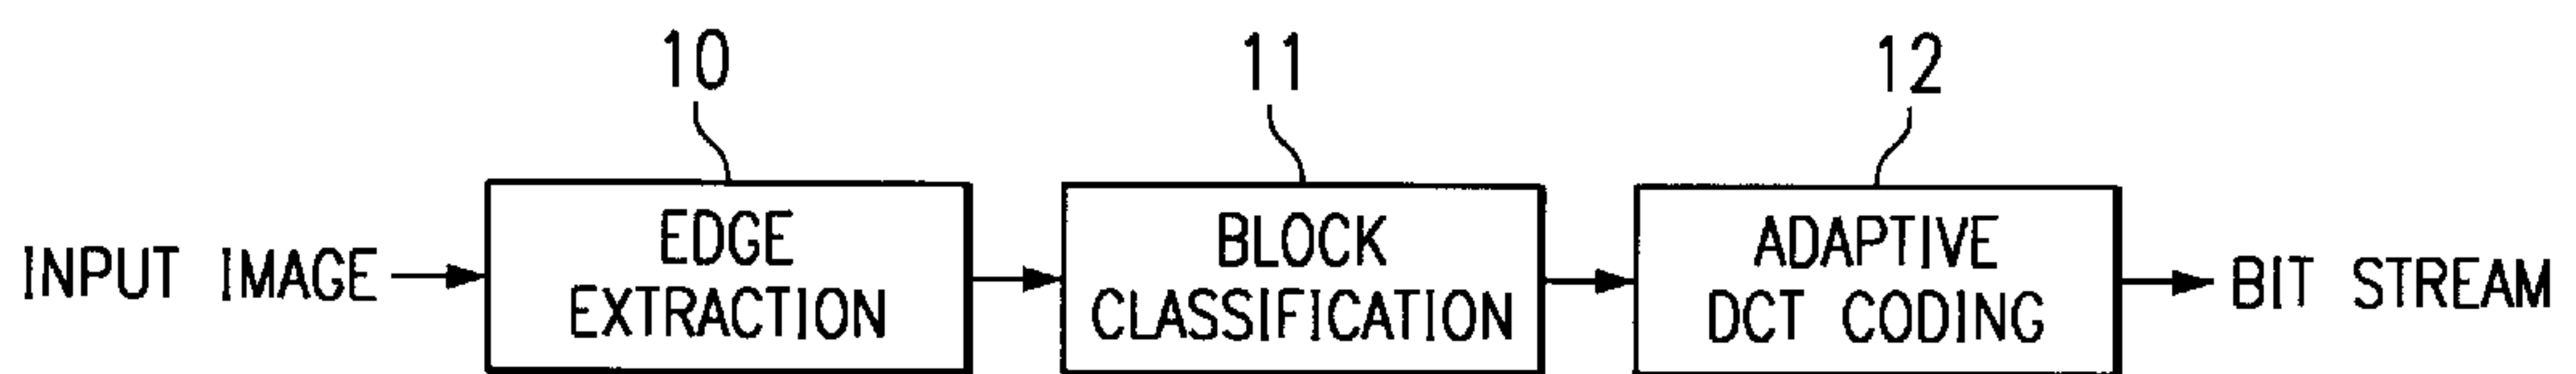 10
11
12
INPUT IMAGE
EDGE
EXTRACTION
BLOCK
CLASSIFICATION
ADAPTIVE
DCT CODING
BIT STREAM